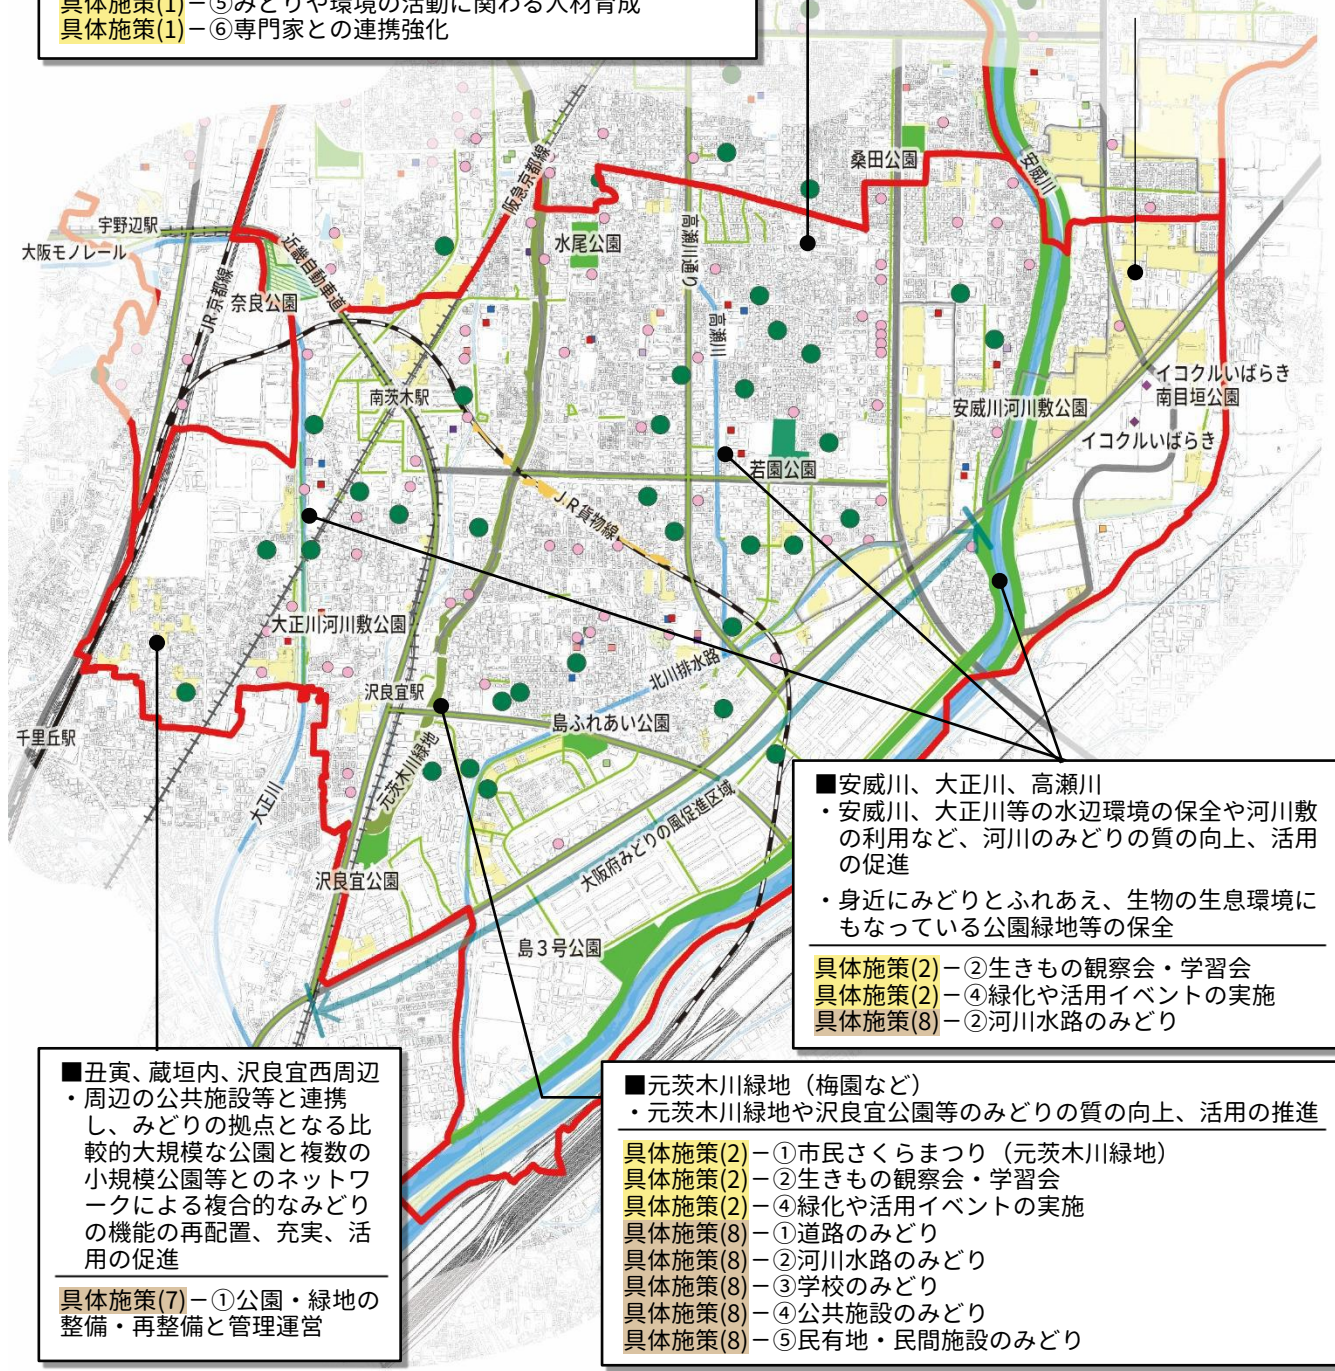 具体施策(1)－⑤みどりや環境の活動に関わる人材育成
具体施策(1)－⑥専門家との連携強化
桑田公園
安威川
阪急京都線
宇野辺駅
大阪モノレール
近畿自動車道
水尾公園
高瀬川通り
JR京都線
奈良公園
高瀬川
南茨木駅
イコクルいばらき
南目垣公園
安威川河川敷公園
イコクルいばらき
若園公園
JR貨物線
大正川河川敷公園
北川排水路
沢良宜駅
島ふれあい公園
千里丘駅
元茨木川緑地
大正川
大阪府みどりの風促進区域
沢良宜公園
島３号公園
■安威川、大正川、高瀬川
・安威川、大正川等の水辺環境の保全や河川敷
の利用など、河川のみどりの質の向上、活用
の促進
・身近にみどりとふれあえ、生物の生息環境に
もなっている公園緑地等の保全
具体施策(2)－②生きもの観察会・学習会
具体施策(2)－④緑化や活用イベントの実施
具体施策(8)－②河川水路のみどり
■丑寅、蔵垣内、沢良宜西周辺
・周辺の公共施設等と連携
し、みどりの拠点となる比
較的大規模な公園と複数の
小規模公園等とのネットワ
ークによる複合的なみどり
の機能の再配置、充実、活
用の促進
具体施策(7)－①公園・緑地の
整備・再整備と管理運営
■元茨木川緑地（梅園など）
・元茨木川緑地や沢良宜公園等のみどりの質の向上、活用の推進
具体施策(2)－①市民さくらまつり（元茨木川緑地）
具体施策(2)－②生きもの観察会・学習会
具体施策(2)－④緑化や活用イベントの実施
具体施策(8)－①道路のみどり
具体施策(8)－②河川水路のみどり
具体施策(8)－③学校のみどり
具体施策(8)－④公共施設のみどり
具体施策(8)－⑤民有地・民間施設のみどり